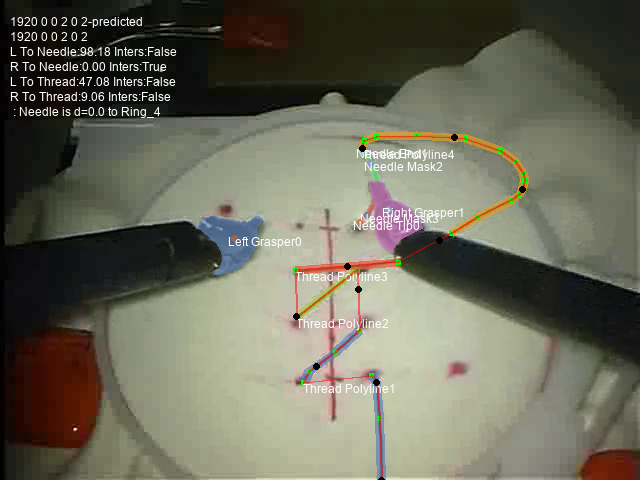 1920 0 0 2 0 2-predicted
1920 0 0 2 0 2
L To Needle:98.18 Inters:False
R To Needle:0.00 Inters:True
L To Thread:47.08 Inters:False
R To Thread:9.06 Inters:False
: Needle is d=0.0 to Ring_4
Thread Polyline4
Needle Mask2
Right Grasper1
Needle Mask3
Needle Tip0
Left Grasper0
Thread Polyline3
Thread Polyline2
Thread Polyline1